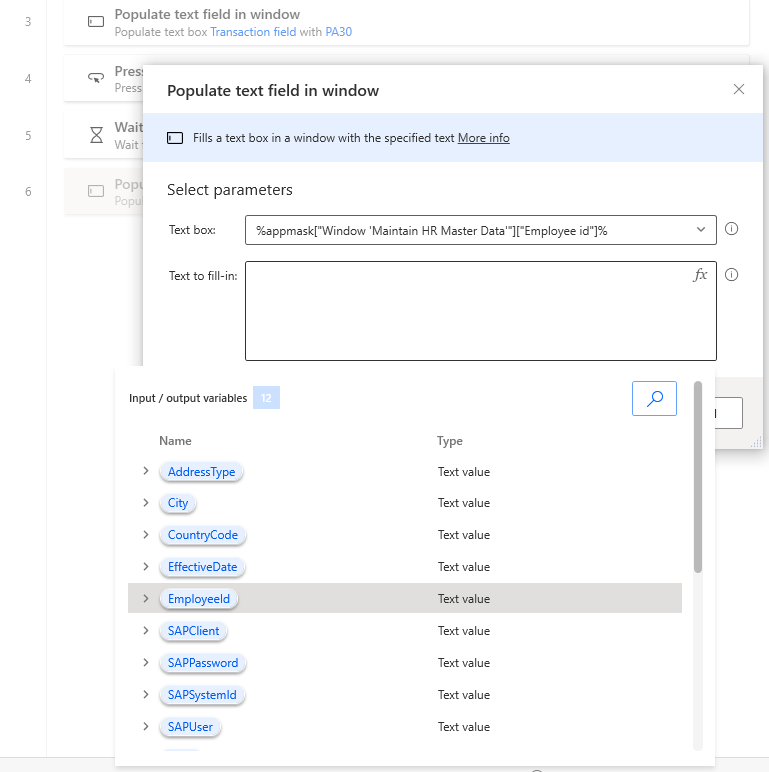 3
Populate text field in window
Populate text box Transaction field with PA30
4
Press
Press
5
Wait
Wait
6
Popu
Popul
Populate text field in window
Fills a text box in a window with the specified text More info
Select parameters
Text box:
%appmask["Window 'Maintain HR Master Data'"]["Employee id"]%
Text to fill-in:
fx
Input / output variables 12
Name Type
AddressType Text value
City Text value
CountryCode Text value
EffectiveDate Text value
EmployeeId Text value
SAPClient Text value
SAPPassword Text value
SAPSystemId Text value
SAPUser Text value